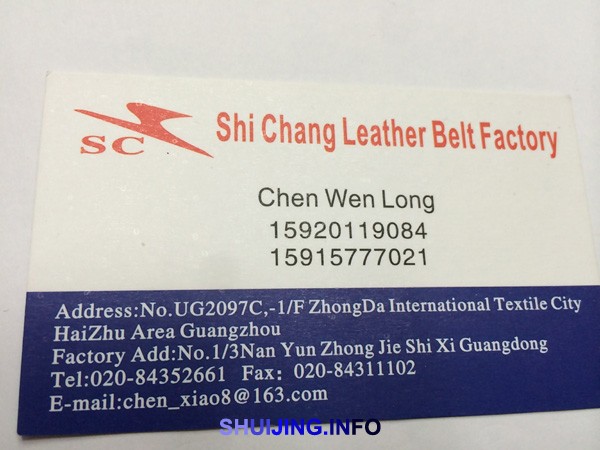 SC
Shi Chang Leather Belt Factory
Chen Wen Long
15920119084
15915777021
Address:No.UG2097C,-1/F ZhongDa International Textile City
HaiZhu Area Guangzhou
Factory Add:No.1/3Nan Yun Zhong Jie Shi Xi Guangdong
Tel:020-84352661 Fax: 020-84311102
E-mail:chen_xiao8@163.com
SHUIJING.INFO